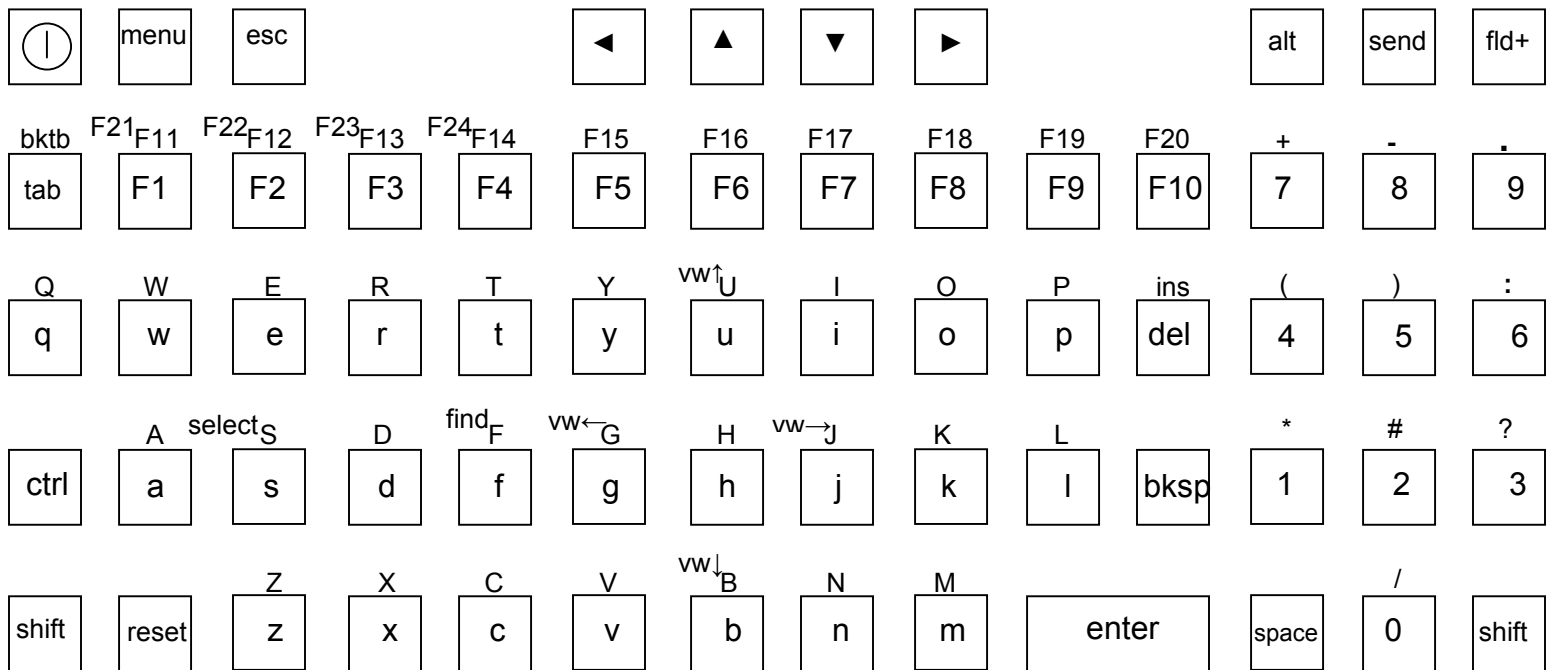 menu esc ◄ ▲ ▼ ► alt send fld+
bktb F21 F11 F22 F12 F23 F13 F24 F14 F15 F16 F17 F18 F19 F20 + - .
tab F1 F2 F3 F4 F5 F6 F7 F8 F9 F10 7 8 9
Q W E R T Y vw↑ U I O P ins ( ) :
q w e r t y u i o p del 4 5 6
A select S D find F vw← G H vw→ J K L * # ?
ctrl a s d f g h j k l bksp 1 2 3
Z X C V vw↓ B N M /
shift reset z x c v b n m enter space 0 shift